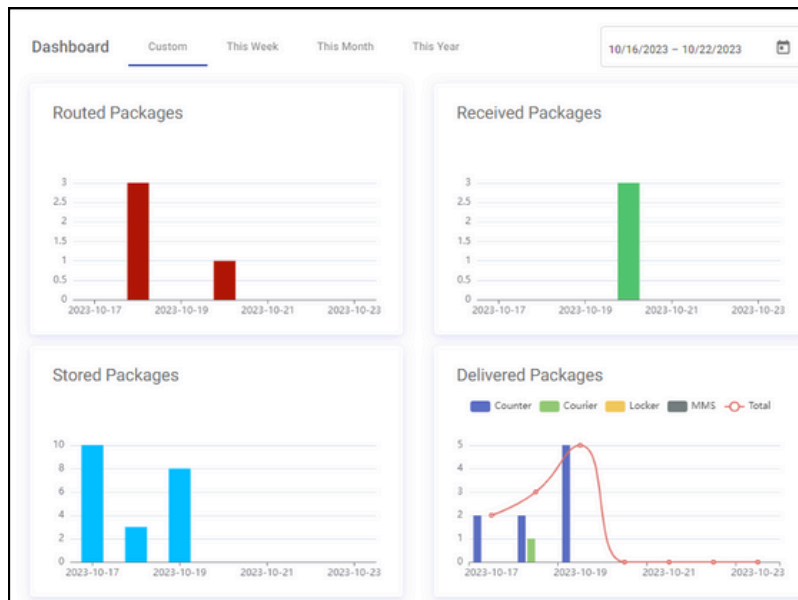 Dashboard Custom This Week This Month This Year 10/16/2023 – 10/22/2023
Routed Packages
3
2.5
2
1.5
1
0.5
0
2023-10-17 2023-10-19 2023-10-21 2023-10-23
Received Packages
3
2.5
2
1.5
1
0.5
0
2023-10-17 2023-10-19 2023-10-21 2023-10-23
Stored Packages
10
8
6
4
2
0
2023-10-17 2023-10-19 2023-10-21 2023-10-23
Delivered Packages
Counter Courier Locker MMS Total
5
4
3
2
1
0
2023-10-17 2023-10-19 2023-10-21 2023-10-23